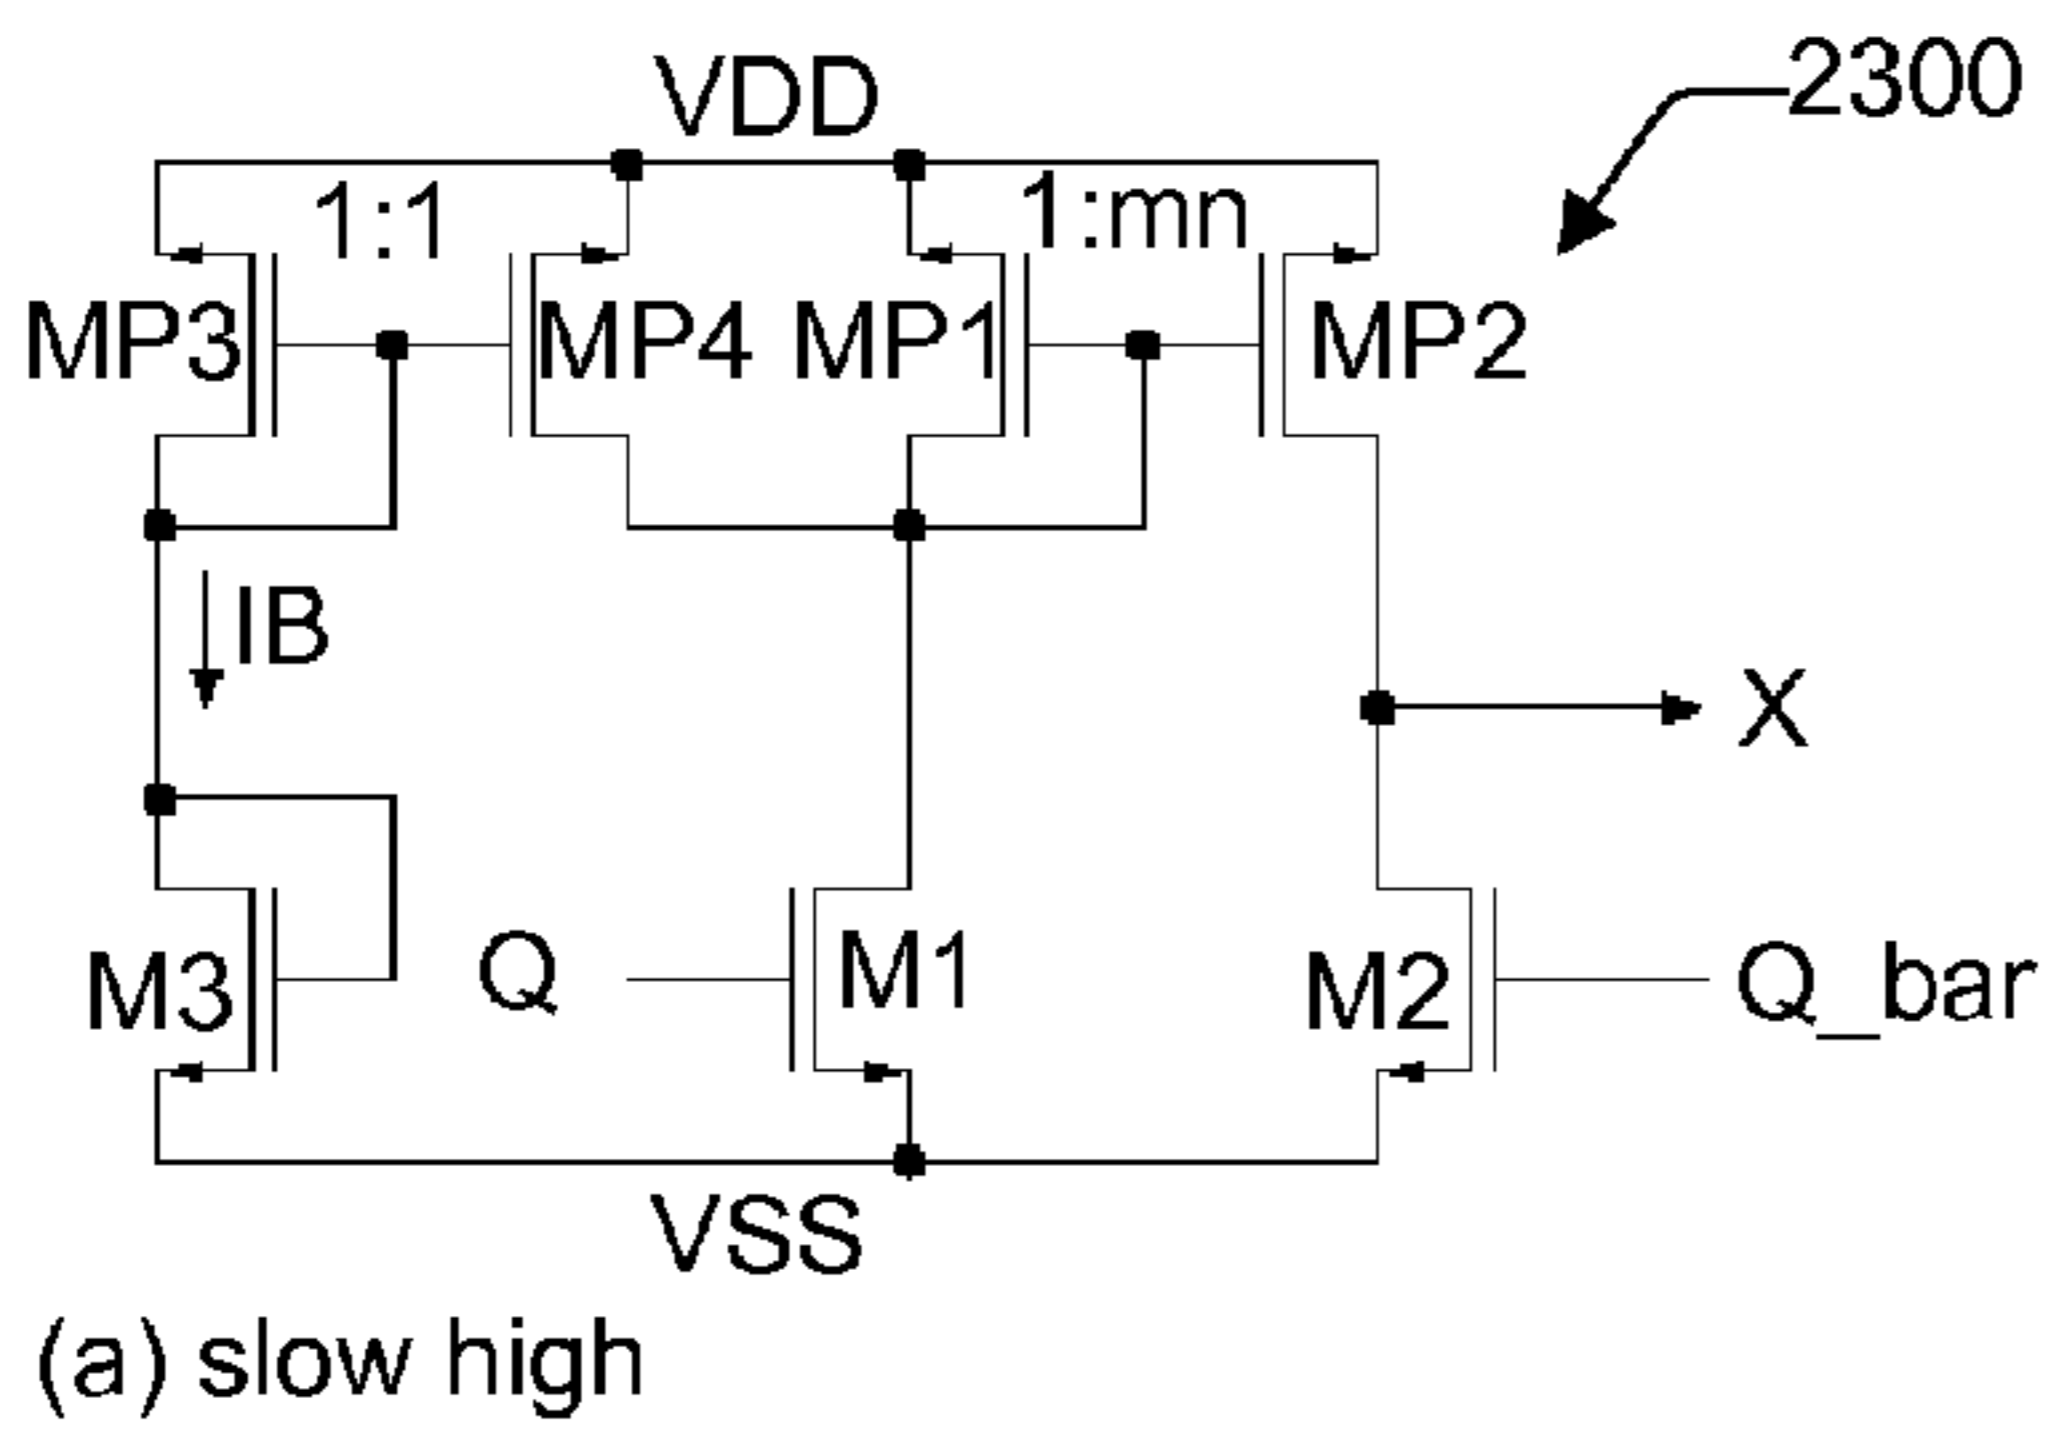 VDD
2300
1:1
1:mn
MP3
MP4
MP1
MP2
IB
X
M3
Q
M1
M2
Q_bar
VSS
(a) slow high